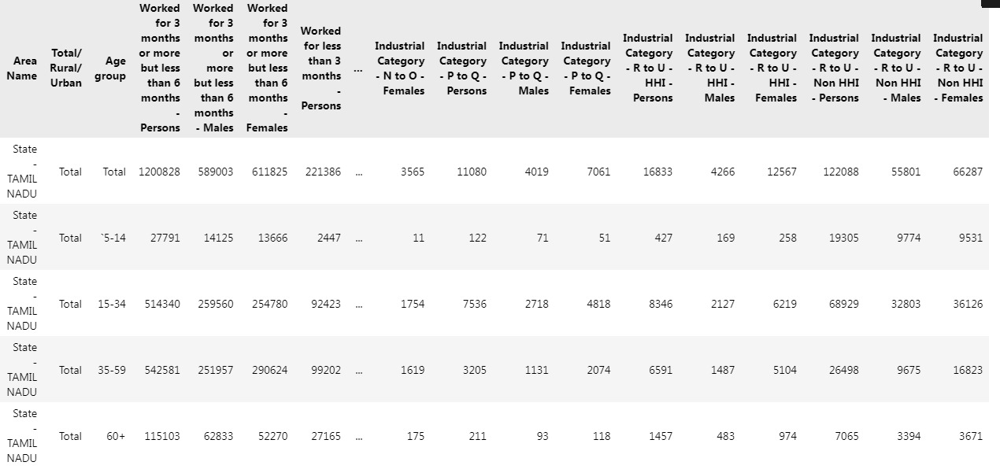 Area
Name
Total/
Rural/
Urban
Age
group
Worked
for 3
months
or more
but less
than 6
months
-
Persons
Worked
for 3
months
or
more
but less
than 6
months
- Males
Worked
for 3
months
or more
but less
than 6
months
-
Females
Worked
for less
than 3
months
-
Persons
...
Industrial
Category
- N to O -
Females
Industrial
Category
- P to Q -
Persons
Industrial
Category
- P to Q -
Males
Industrial
Category
- P to Q -
Females
Industrial
Category
- R to U -
HHI -
Persons
Industrial
Category
- R to U -
HHI -
Males
Industrial
Category
- R to U -
HHI -
Females
Industrial
Category
- R to U -
Non HHI
- Persons
Industrial
Category
- R to U -
Non HHI
- Males
Industrial
Category
- R to U -
Non HHI
- Females
State
-
TAMIL
NADU
Total Total 1200828 589003 611825 221386 ... 3565 11080 4019 7061 16833 4266 12567 122088 55801 66287
State
-
TAMIL
NADU
Total `5-14 27791 14125 13666 2447 ... 11 122 71 51 427 169 258 19305 9774 9531
State
-
TAMIL
NADU
Total 15-34 514340 259560 254780 92423 ... 1754 7536 2718 4818 8346 2127 6219 68929 32803 36126
State
-
TAMIL
NADU
Total 35-59 542581 251957 290624 99202 ... 1619 3205 1131 2074 6591 1487 5104 26498 9675 16823
State
-
TAMIL
NADU
Total 60+ 115103 62833 52270 27165 ... 175 211 93 118 1457 483 974 7065 3394 3671